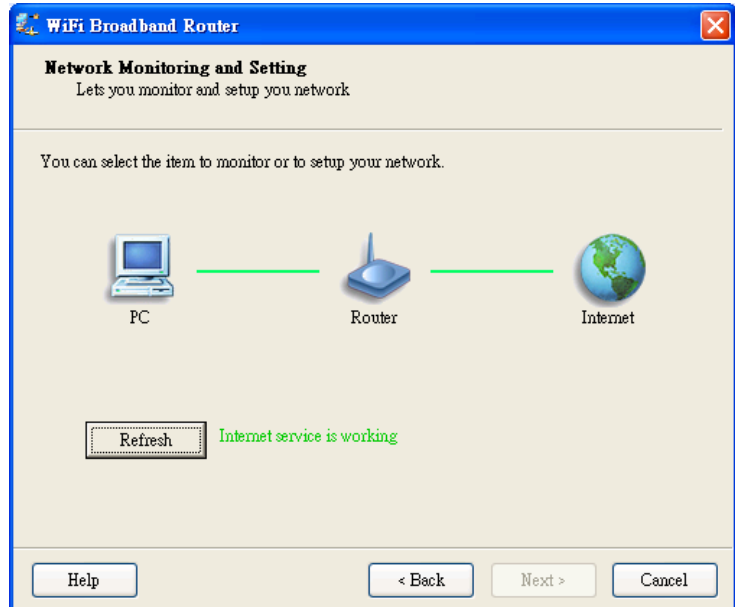 WiFi Broadband Router
Network Monitoring and Setting
Lets you monitor and setup you network
You can select the item to monitor or to setup your network.
PC
Router
Internet
Refresh
Internet service is working
Help
< Back
Next >
Cancel